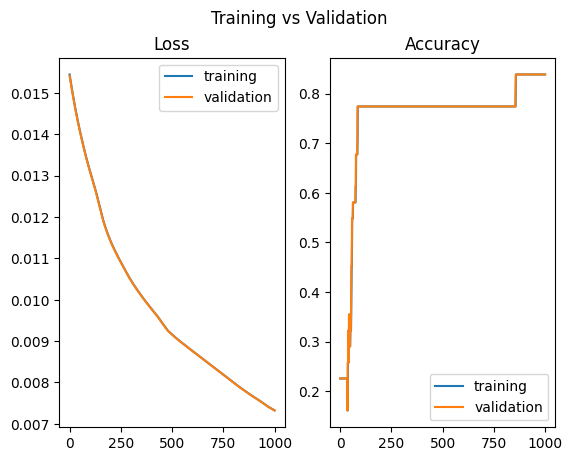 Training vs Validation
Loss
training
validation
0.015
0.014
0.013
0.012
0.011
0.010
0.009
0.008
0.007
0 250 500 750 1000
Accuracy
0.8
0.7
0.6
0.5
0.4
0.3
0.2
training
validation
0 250 500 750 1000